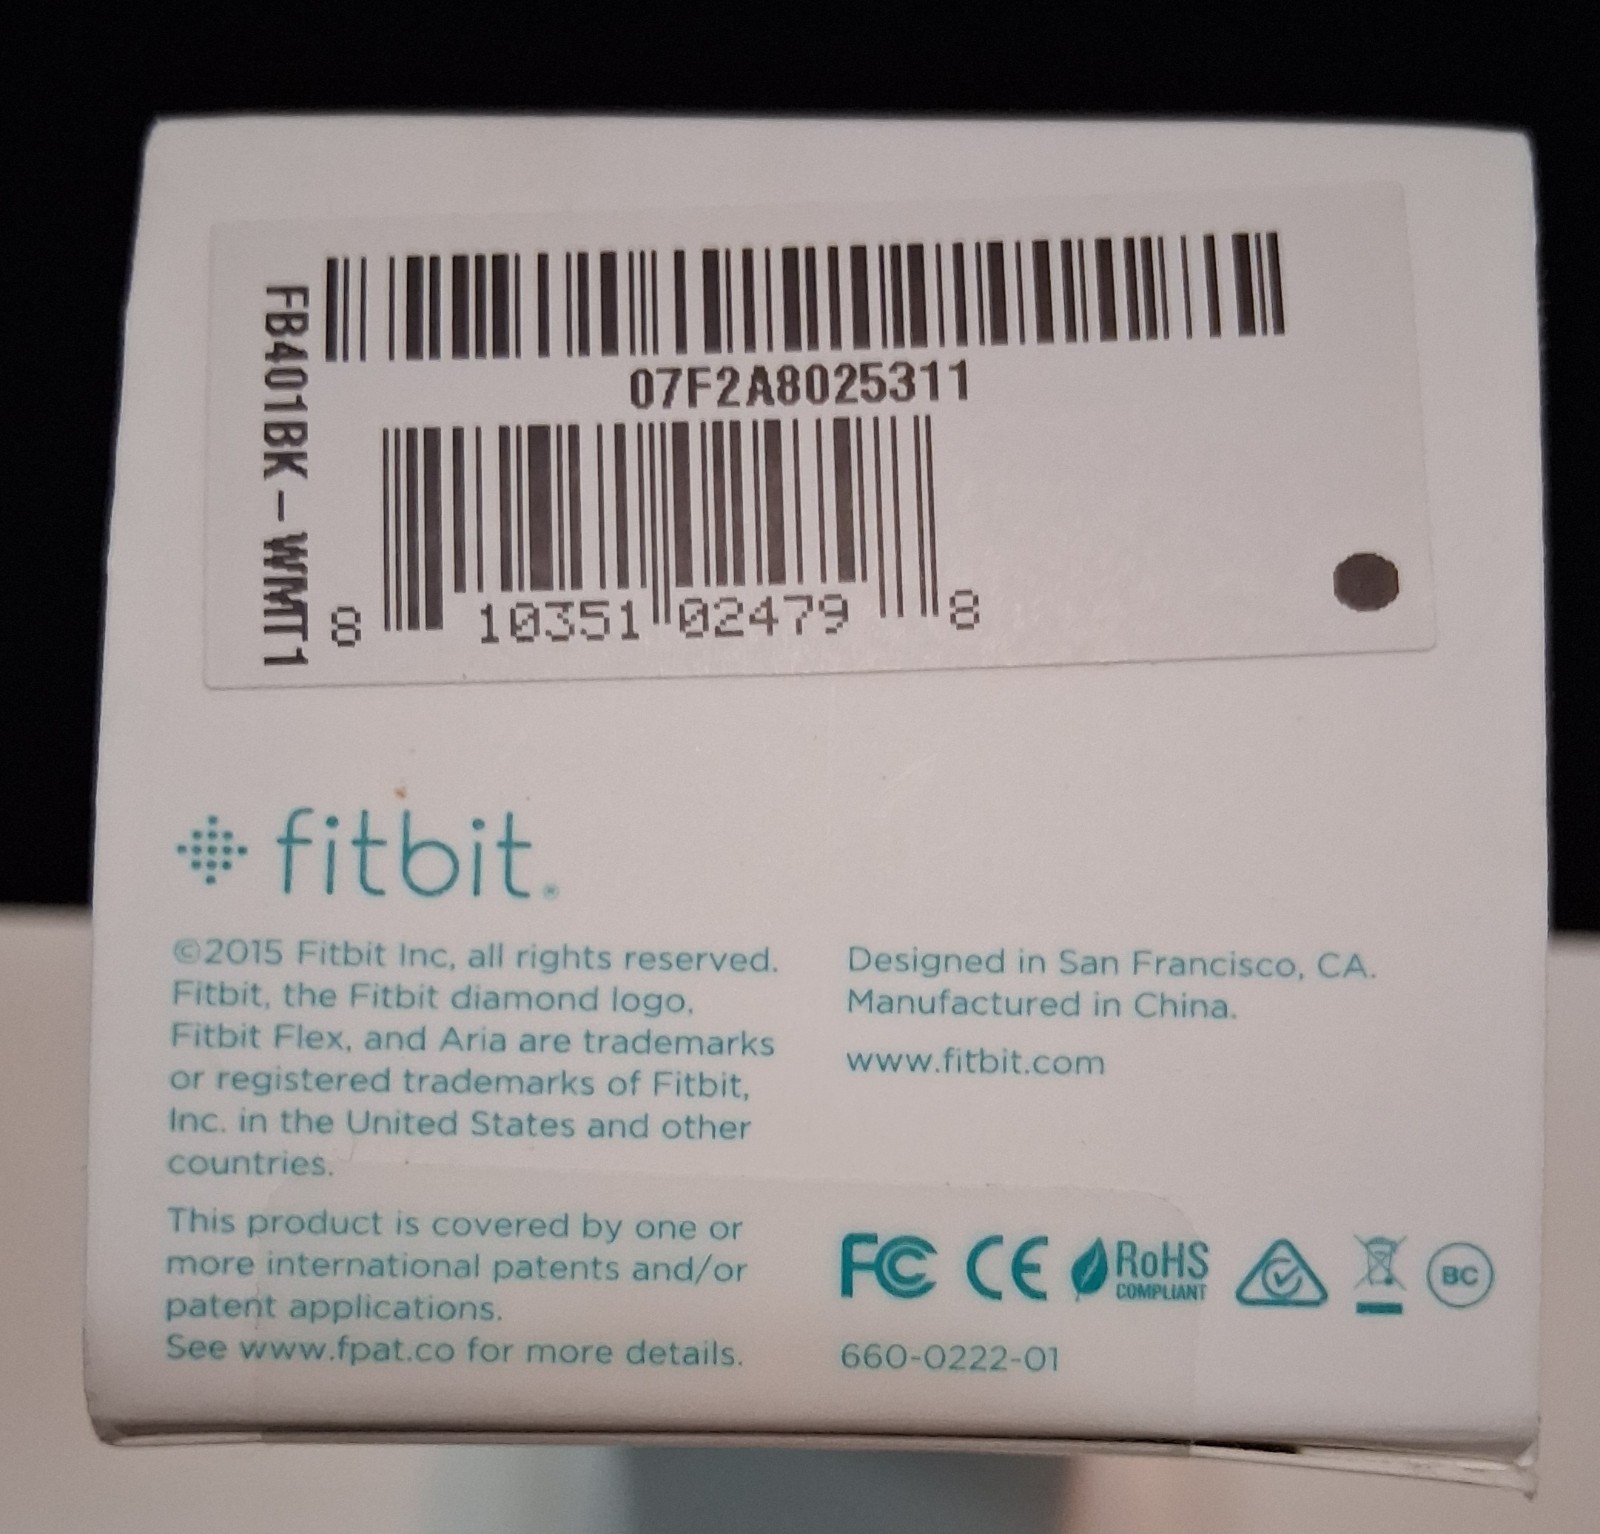 FB401BK-WMT1
07F2A8025311
8 10351 02479 8
fitbit®
©2015 Fitbit Inc, all rights reserved.
Fitbit, the Fitbit diamond logo,
Fitbit Flex, and Aria are trademarks
or registered trademarks of Fitbit,
Inc. in the United States and other
countries.
This product is covered by one or
more international patents and/or
patent applications.
See www.fpat.co for more details.
Designed in San Francisco, CA.
Manufactured in China.
www.fitbit.com
FC CE RoHS
COMPLIANT
BC
660-0222-01